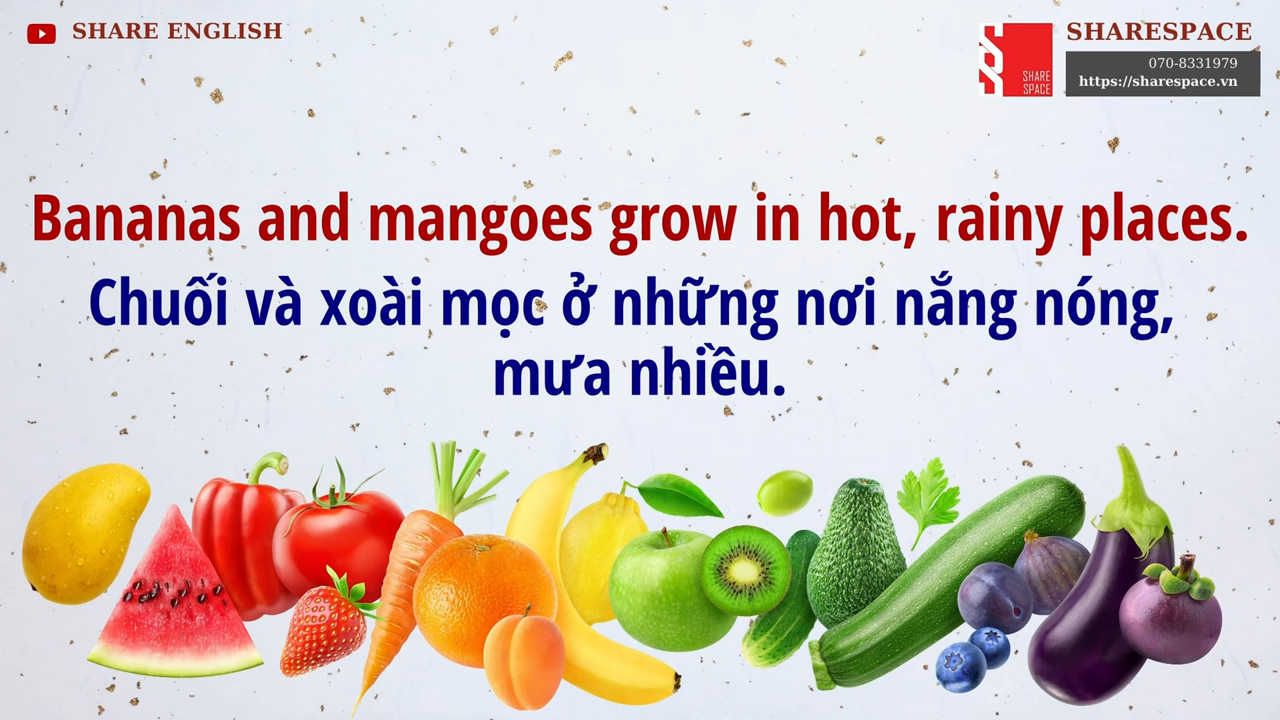 SHARE ENGLISH
SHARESPACE
070-8331979
https://sharespace.vn
SHARE
SPACE
Bananas and mangoes grow in hot, rainy places.
Chuối và xoài mọc ở những nơi nắng nóng,
mưa nhiều.